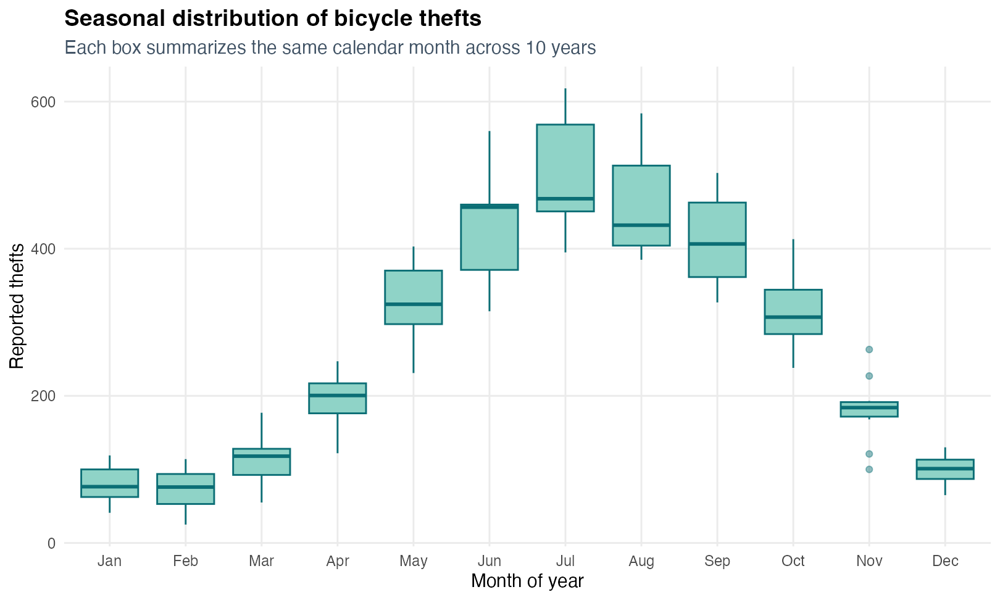 Seasonal distribution of bicycle thefts
Each box summarizes the same calendar month across 10 years
Reported thefts
600
400
200
0
Jan Feb Mar Apr May Jun Jul Aug Sep Oct Nov Dec
Month of year